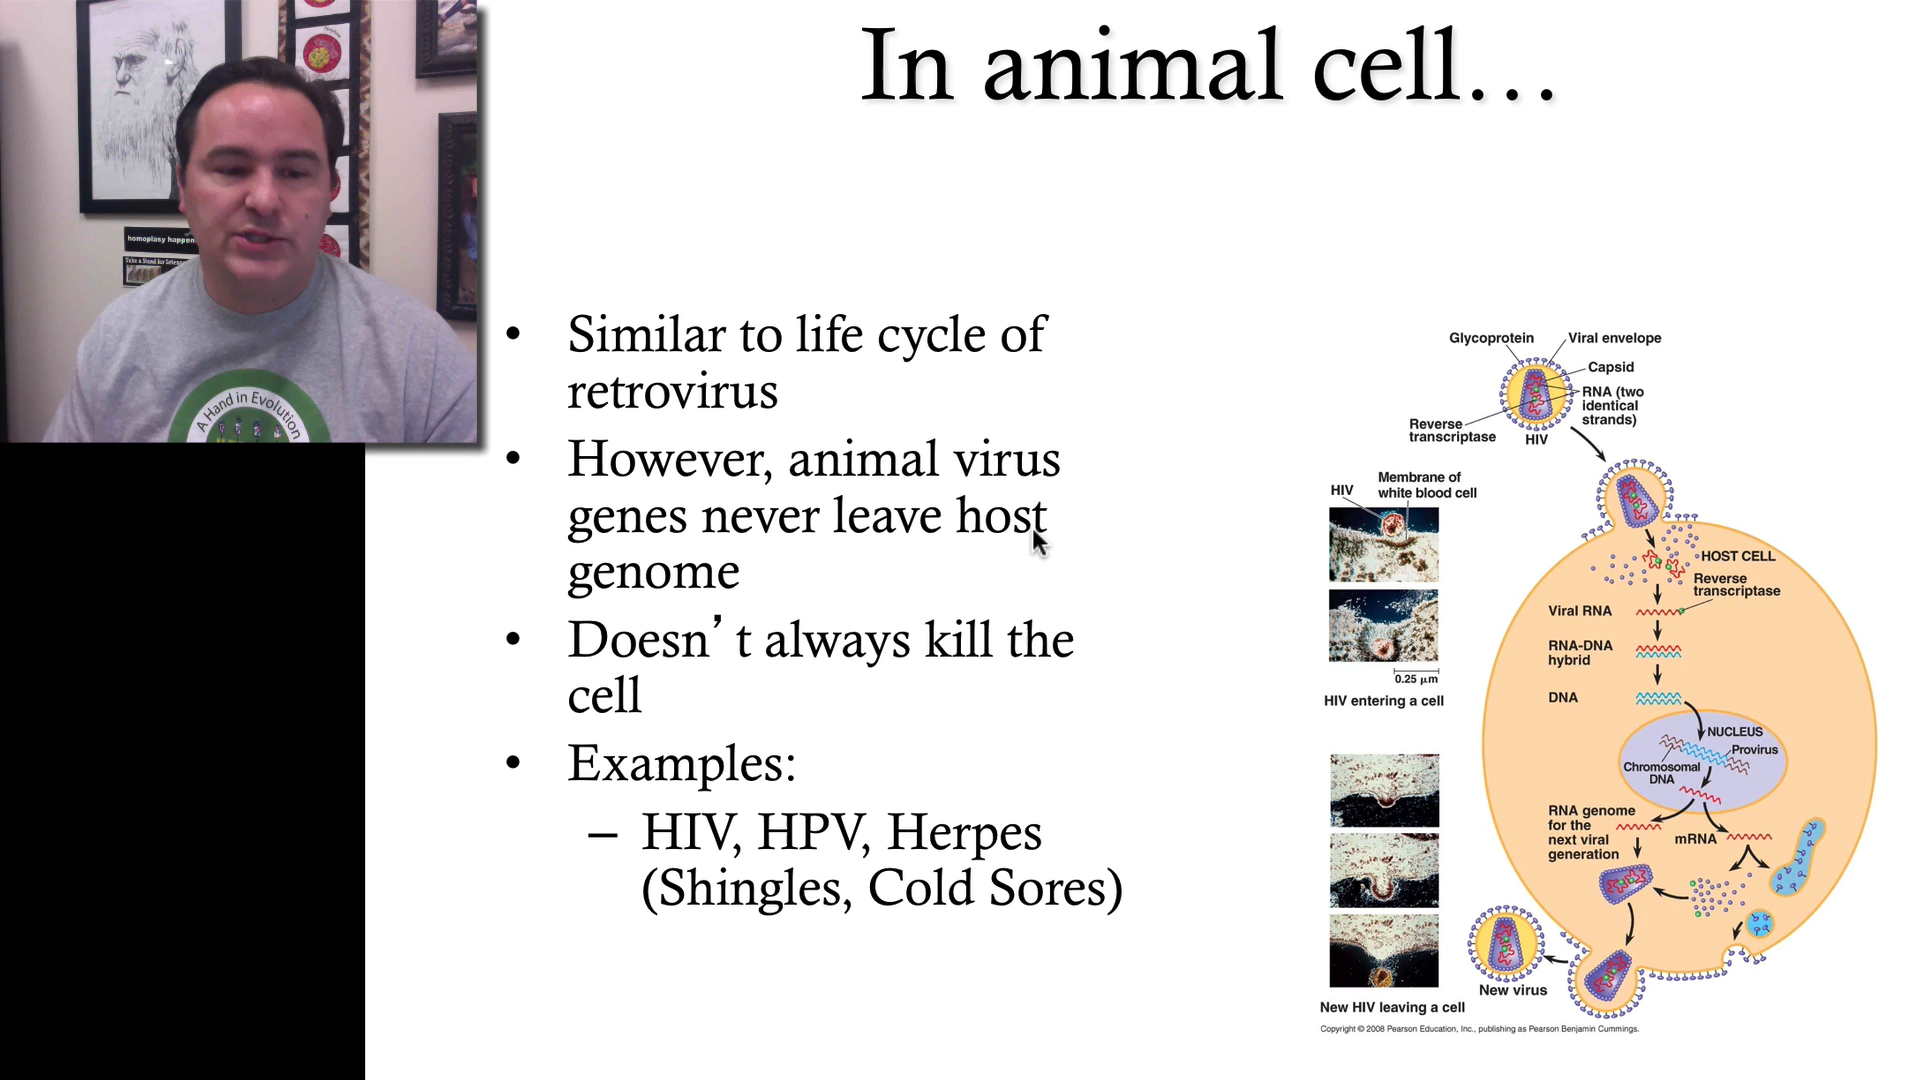 In animal cell…
homoplasy happen
Take a Stand for Science
A Hand in Evolution
• Similar to life cycle of
retrovirus
• However, animal virus
genes never leave host
genome
• Doesn’t always kill the
cell
• Examples:
– HIV, HPV, Herpes
(Shingles, Cold Sores)
Glycoprotein
Viral envelope
Capsid
RNA (two
identical
strands)
Reverse
transcriptase
HIV
HIV
Membrane of
white blood cell
0.25 µm
HIV entering a cell
HOST CELL
Reverse
transcriptase
Viral RNA
RNA-DNA
hybrid
DNA
NUCLEUS
Provirus
Chromosomal
DNA
RNA genome
for the
next viral
generation
mRNA
New virus
New HIV leaving a cell
Copyright © 2008 Pearson Education, Inc., publishing as Pearson Benjamin Cummings.